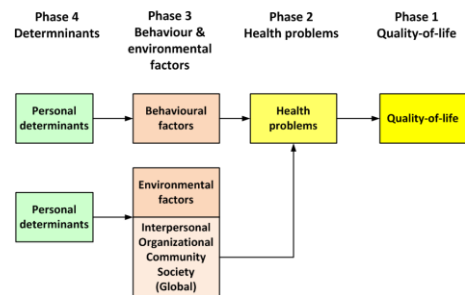 Phase 4
Determninants
Phase 3
Behaviour &
environmental
factors
Phase 2
Health problems
Phase 1
Quality-of-life
Personal
determinants
Behavioural
factors
Health
problems
Quality-of-life
Personal
determinants
Environmental
factors
Interpersonal
Organizational
Community
Society
(Global)